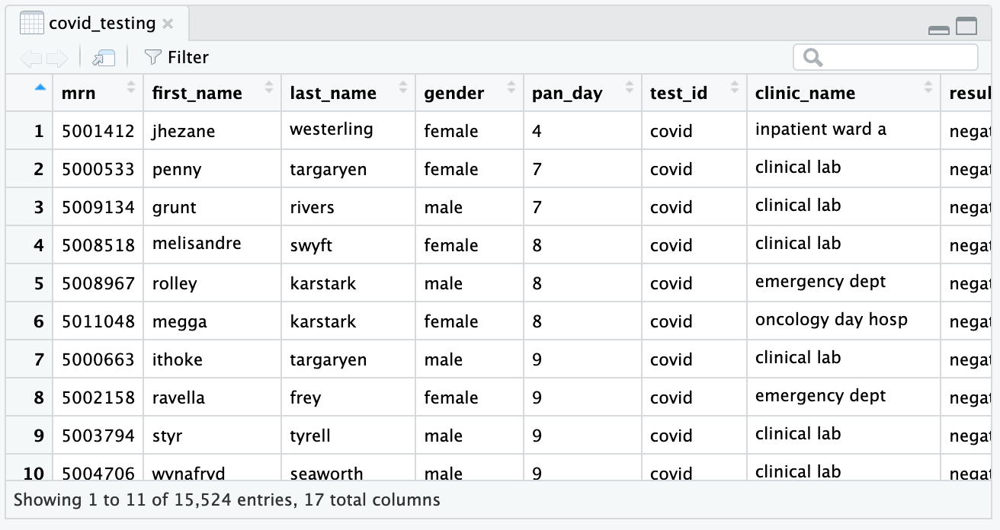 covid_testing
Filter
mrn first_name last_name gender pan_day test_id clinic_name resul
1 5001412 jhezane westerling female 4 covid inpatient ward a negat
2 5000533 penny targaryen female 7 covid clinical lab negat
3 5009134 grunt rivers male 7 covid clinical lab negat
4 5008518 melisandre swyft female 8 covid clinical lab negat
5 5008967 rolley karstark male 8 covid emergency dept negat
6 5011048 megga karstark female 8 covid oncology day hosp negat
7 5000663 ithoke targaryen male 9 covid clinical lab negat
8 5002158 ravella frey female 9 covid emergency dept negat
9 5003794 styr tyrell male 9 covid clinical lab negat
10 5004706 wynafryd seaworth male 9 covid clinical lab negat
Showing 1 to 11 of 15,524 entries, 17 total columns